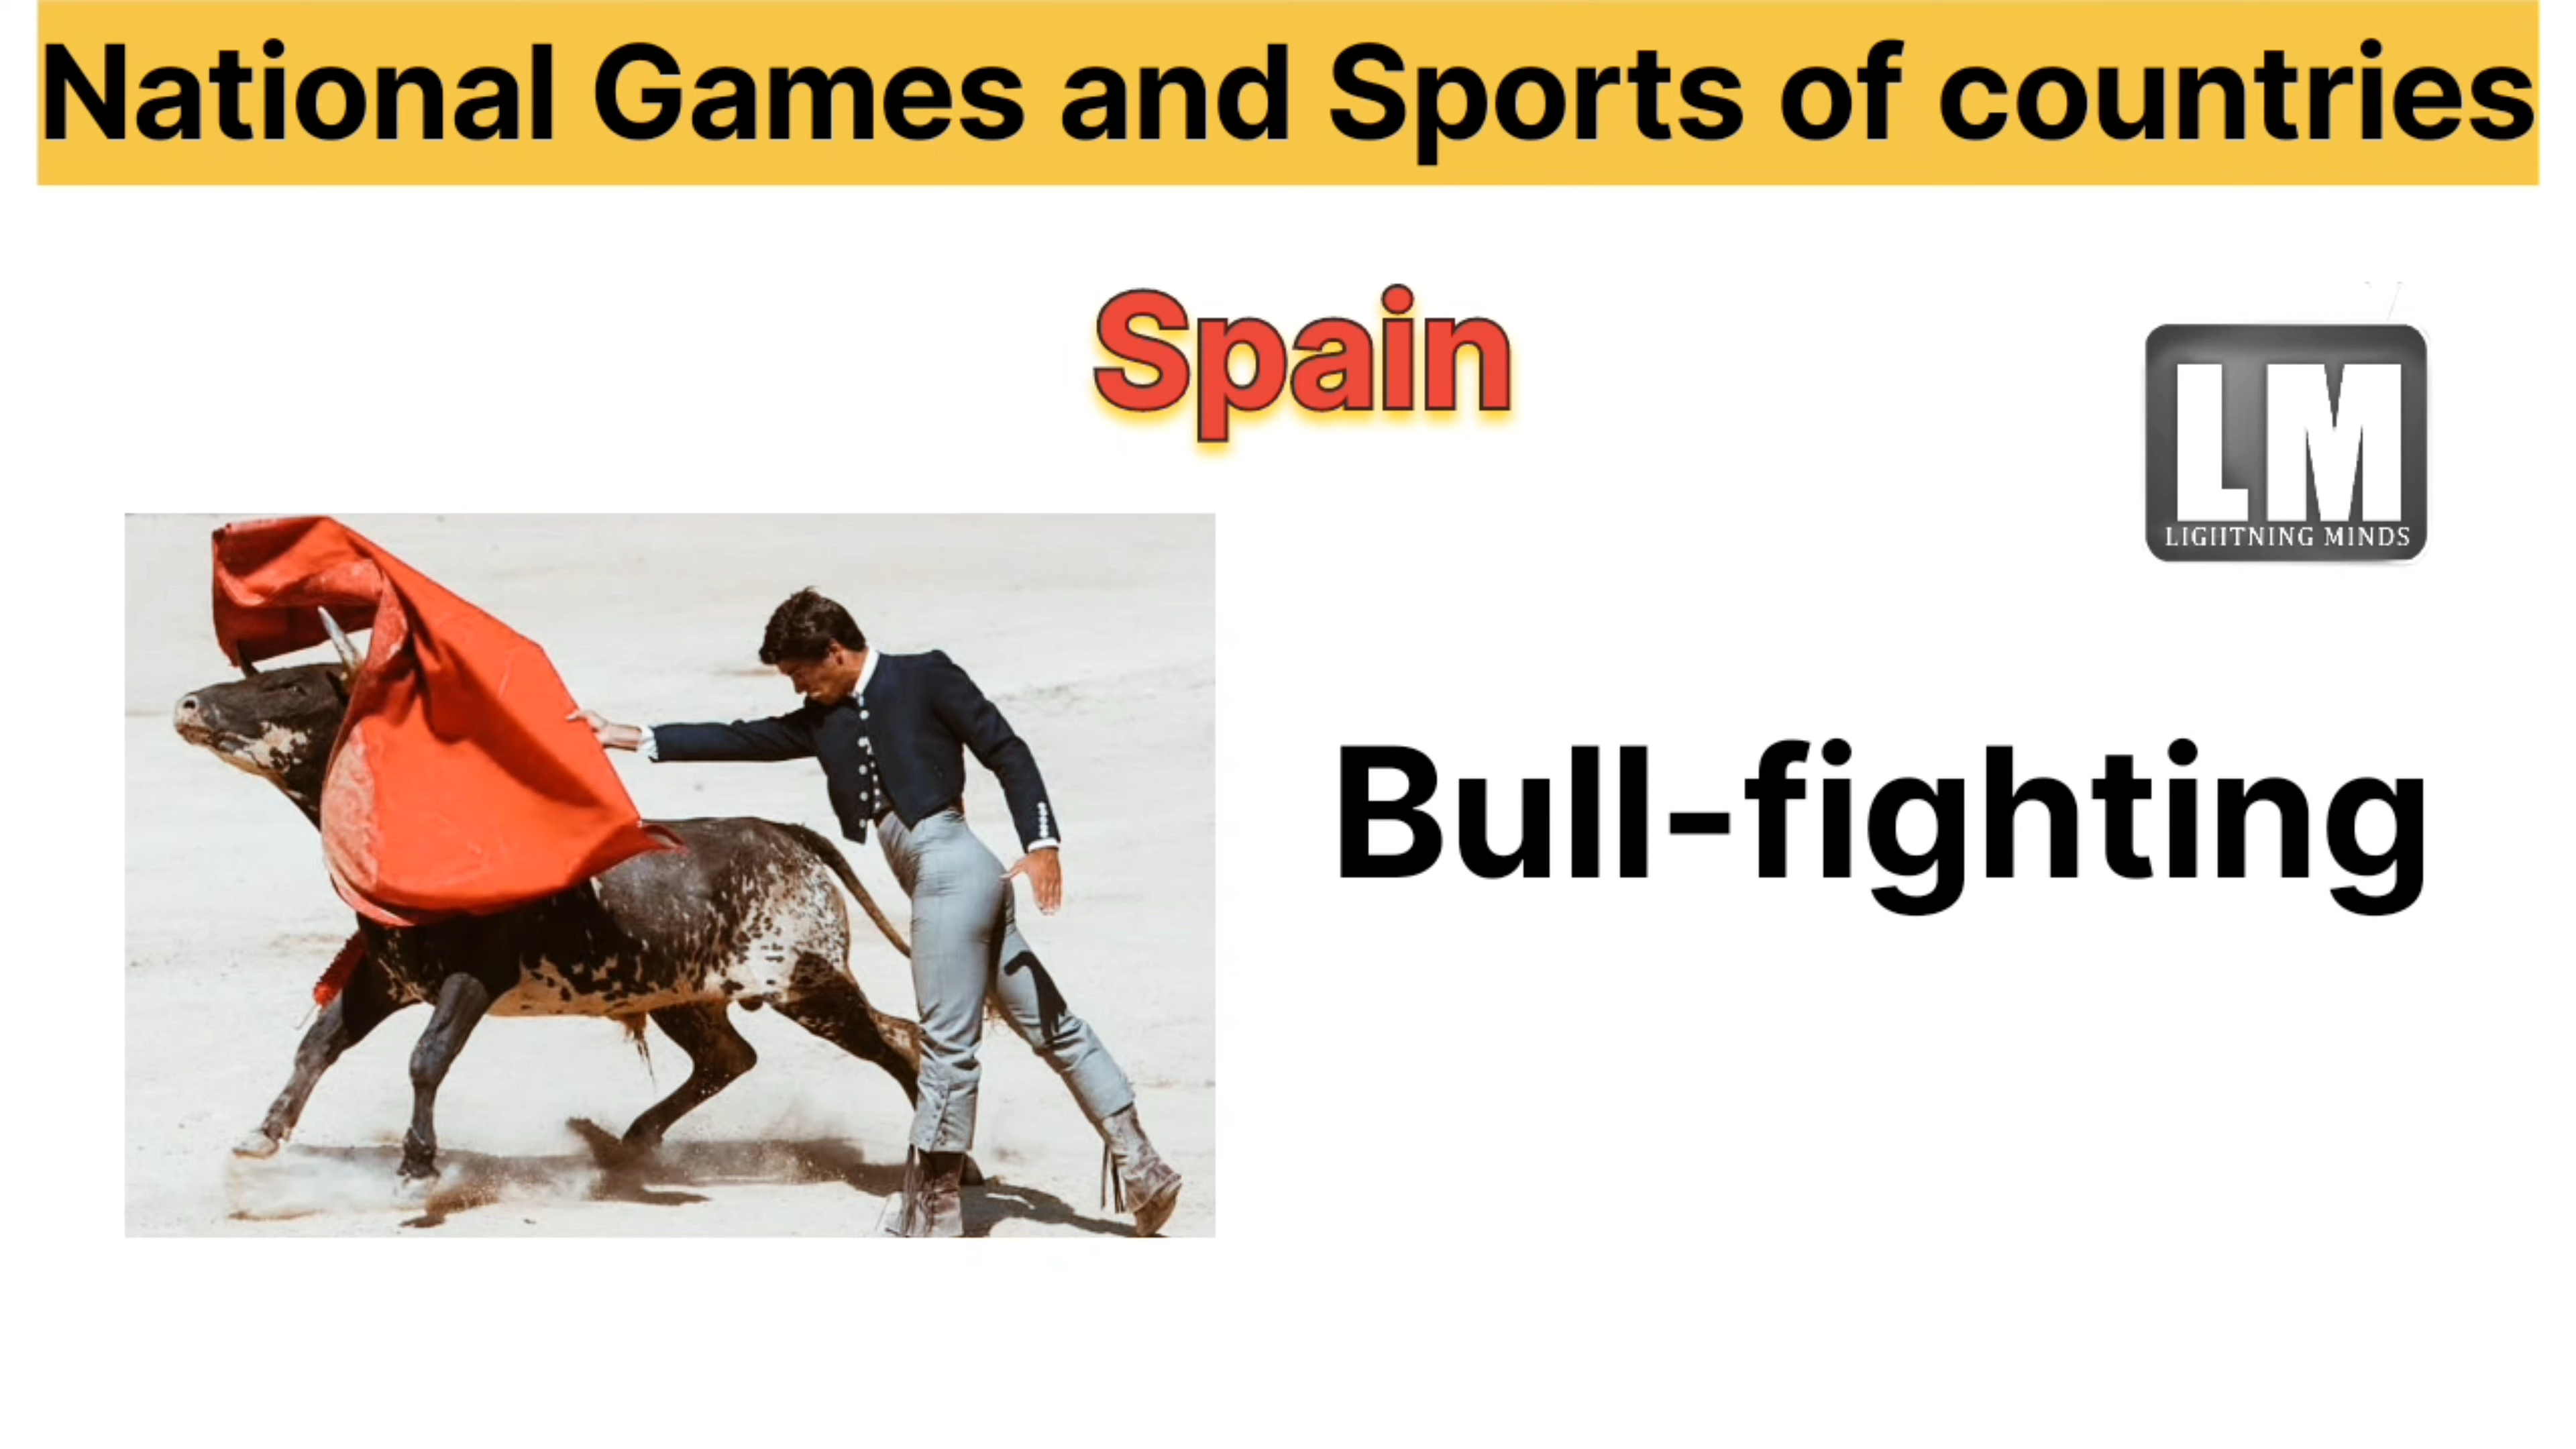 National Games and Sports of countries
Spain
LM
LIGHTNING MINDS
Bull-fighting